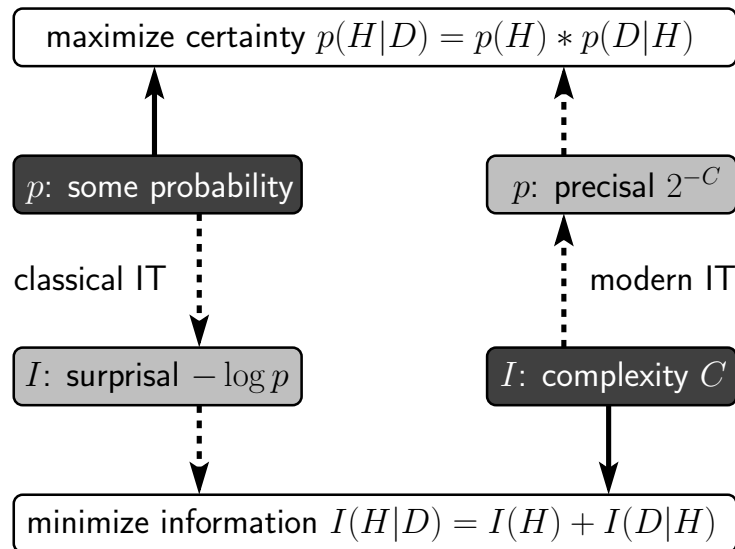 maximize certainty p(H|D) = p(H) ∗ p(D|H)
p: some probability
p: precisal 2^{-C}
classical IT
modern IT
I: surprisal − log p
I: complexity C
minimize information I(H|D) = I(H) + I(D|H)